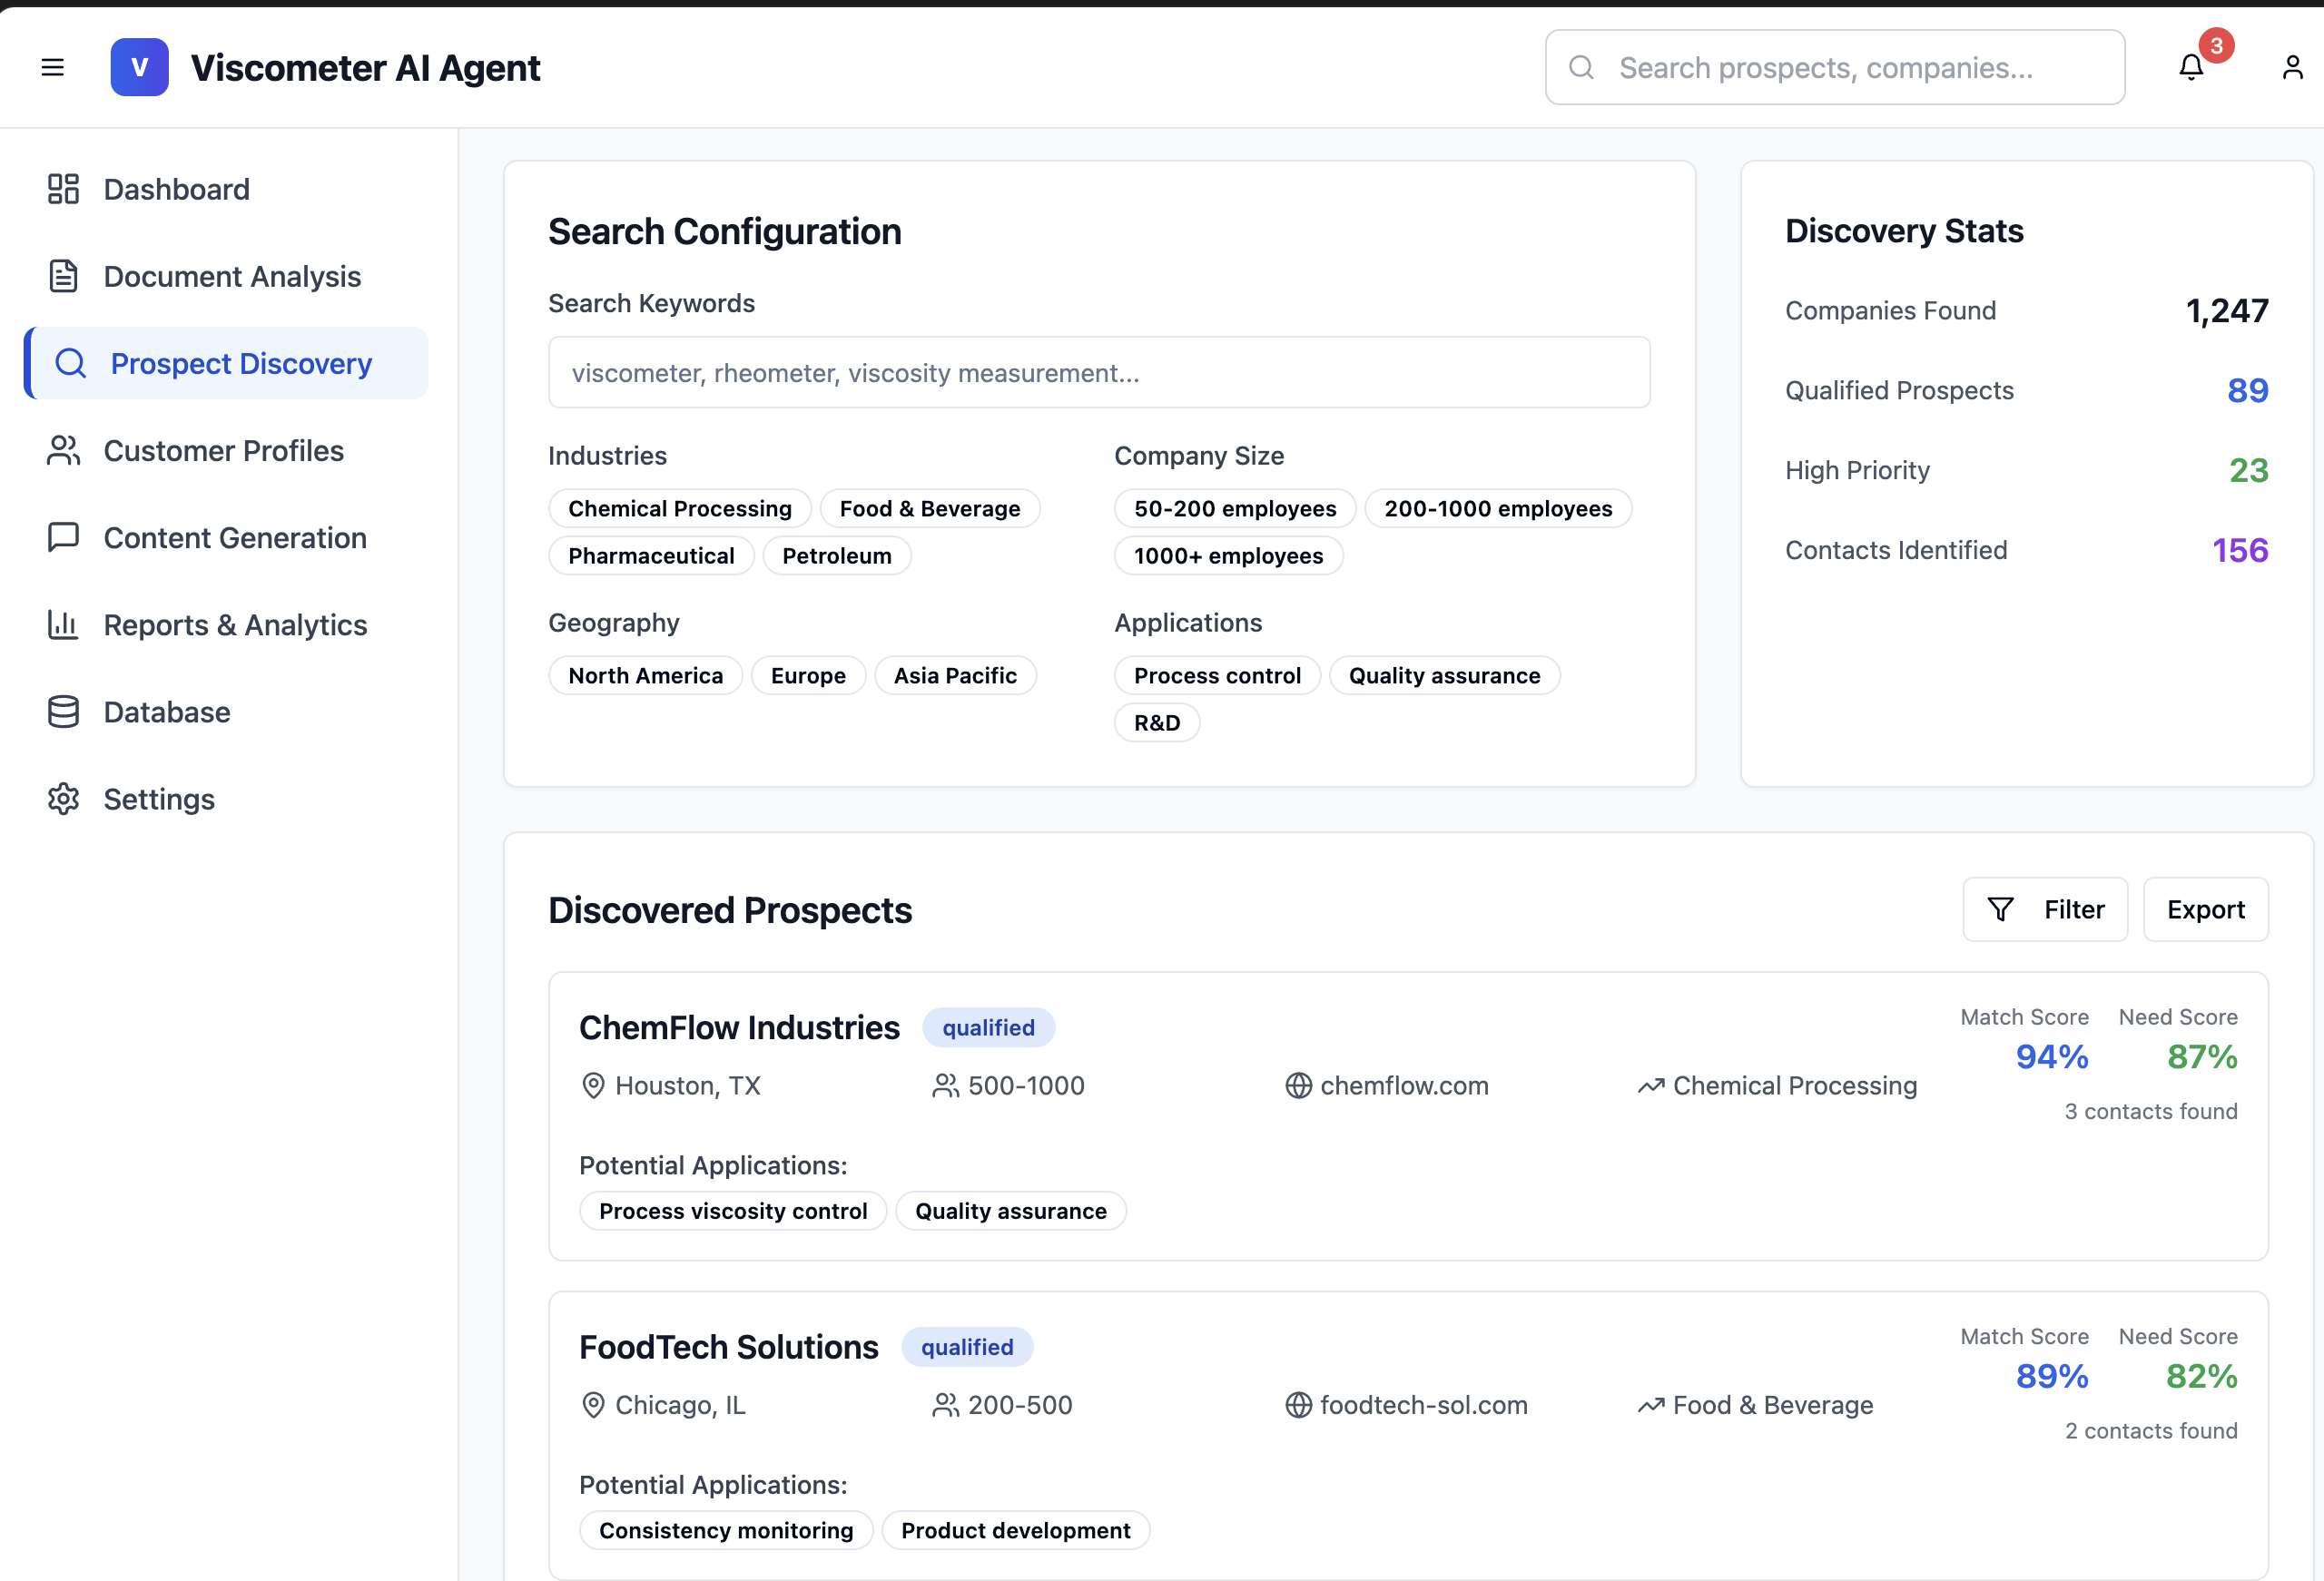 V
Viscometer AI Agent
Search prospects, companies...
3
Dashboard
Document Analysis
Prospect Discovery
Customer Profiles
Content Generation
Reports & Analytics
Database
Settings
Search Configuration
Search Keywords
viscometer, rheometer, viscosity measurement...
Industries
Chemical Processing Food & Beverage
Pharmaceutical Petroleum
Company Size
50-200 employees 200-1000 employees
1000+ employees
Geography
North America Europe Asia Pacific
Applications
Process control Quality assurance
R&D
Discovery Stats
Companies Found 1,247
Qualified Prospects 89
High Priority 23
Contacts Identified 156
Discovered Prospects
Filter Export
ChemFlow Industries qualified
Houston, TX 500-1000 chemflow.com Chemical Processing
Match Score Need Score
94% 87%
3 contacts found
Potential Applications:
Process viscosity control Quality assurance
FoodTech Solutions qualified
Chicago, IL 200-500 foodtech-sol.com Food & Beverage
Match Score Need Score
89% 82%
2 contacts found
Potential Applications:
Consistency monitoring Product development